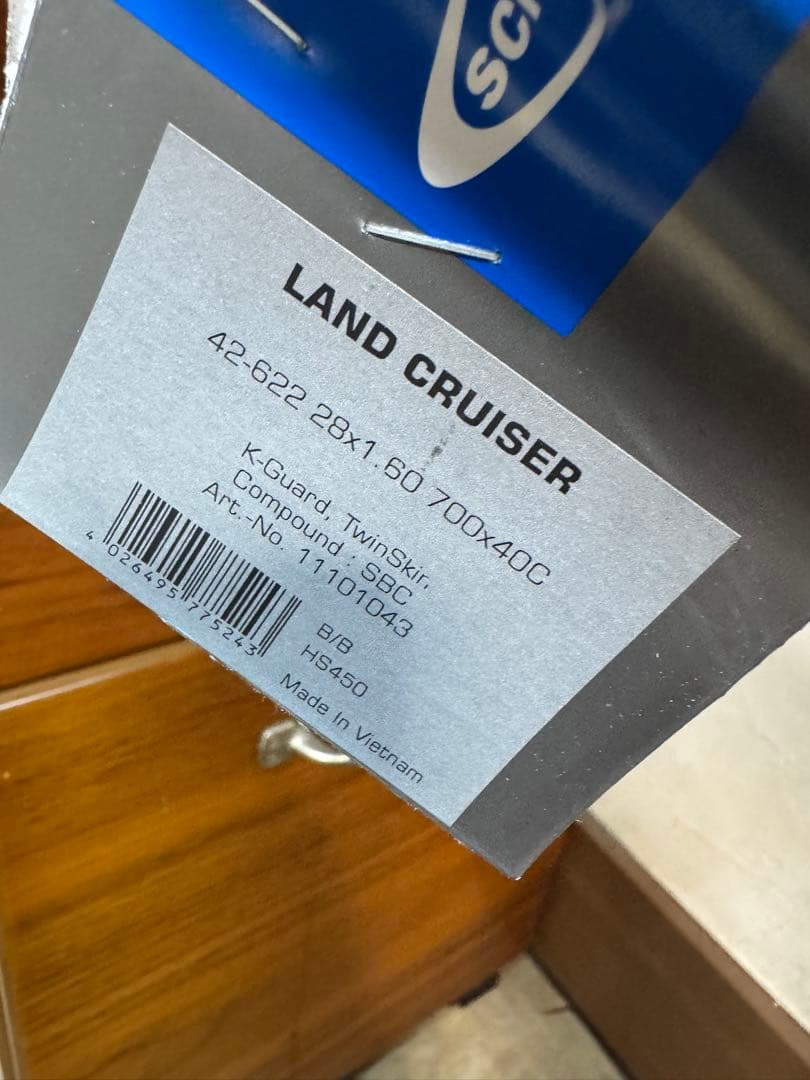 SC
LAND CRUISER
42-622 28x1.60 700x40C
K-Guard, TwinSkin,
Compound : SBC
Art.-No. 11101043
4 026495 775243
B/B
HS450
Made In Vietnam